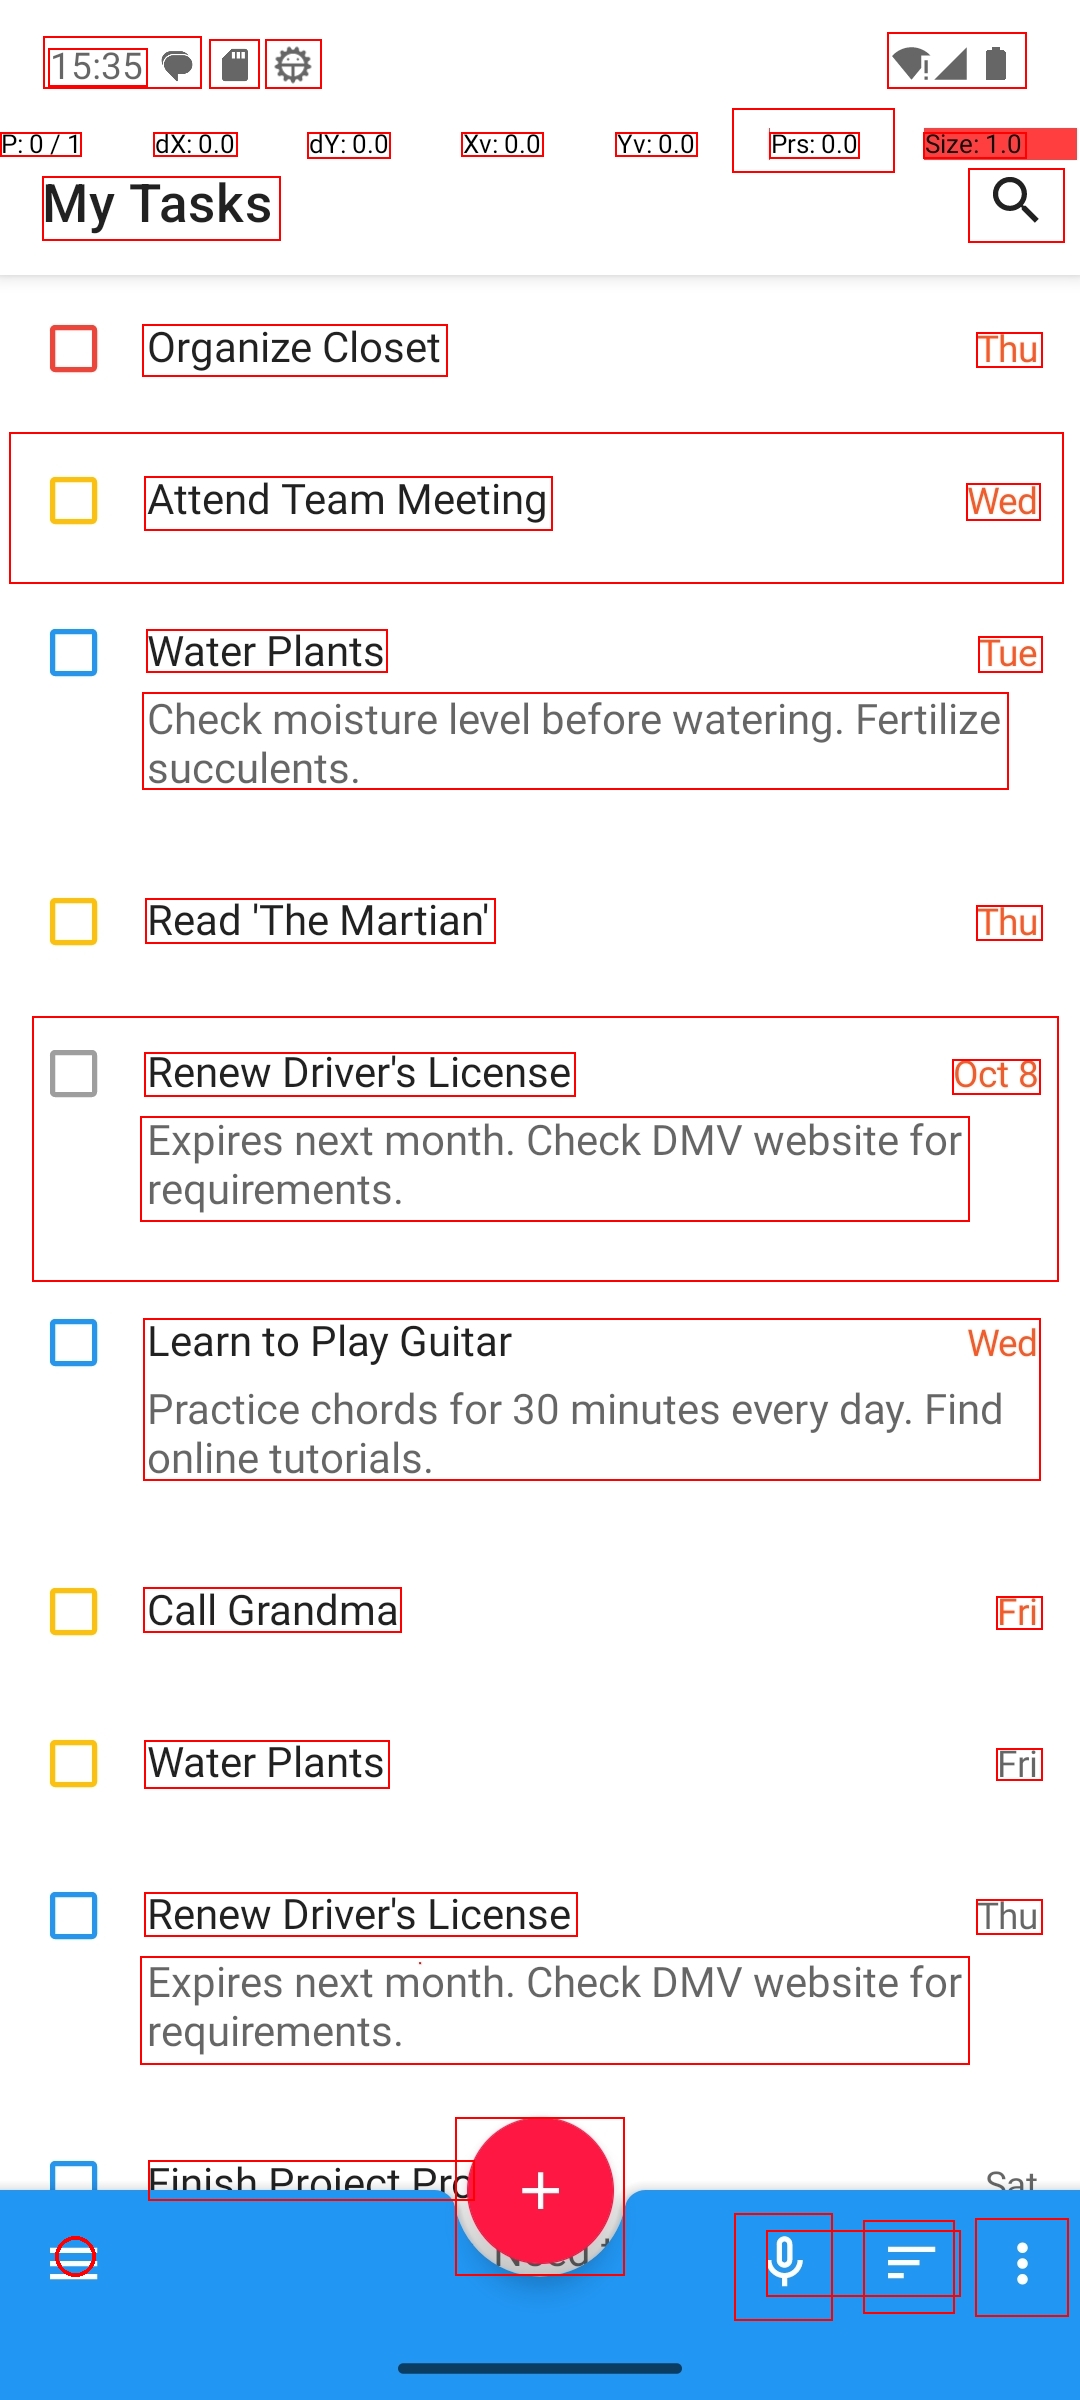 15:35
P: 0 / 1 dX: 0.0 dY: 0.0 Xv: 0.0 Yv: 0.0 Prs: 0.0 Size: 1.0
My Tasks
Organize Closet Thu
Attend Team Meeting Wed
Water Plants Tue
Check moisture level before watering. Fertilize
succulents.
Read 'The Martian' Thu
Renew Driver's License Oct 8
Expires next month. Check DMV website for
requirements.
Learn to Play Guitar Wed
Practice chords for 30 minutes every day. Find
online tutorials.
Call Grandma Fri
Water Plants Fri
Renew Driver's License Thu
Expires next month. Check DMV website for
requirements.
Finish Project Pro Sat